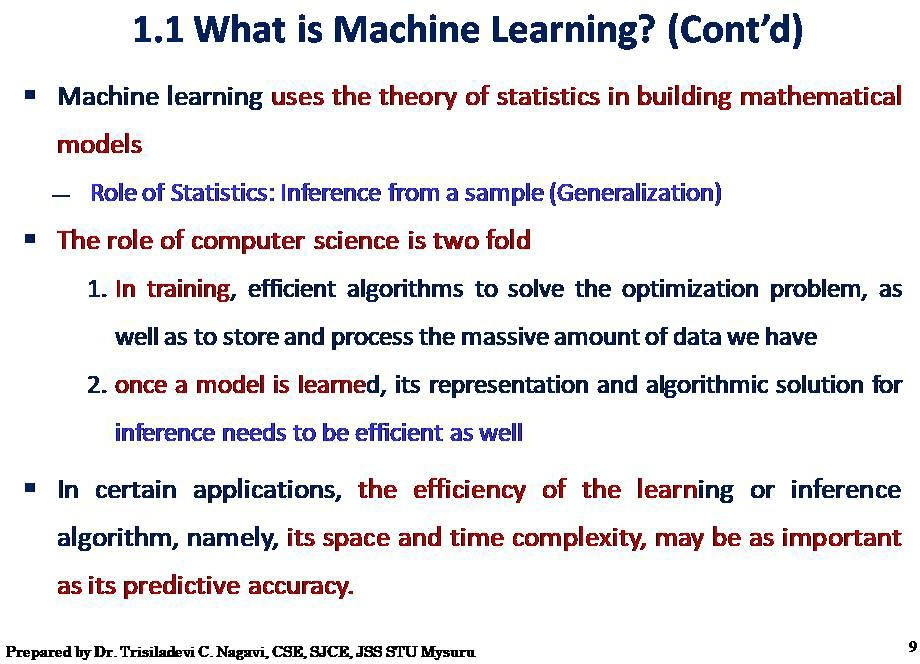 1.1 What is Machine Learning? (Cont’d)
▪ Machine learning uses the theory of statistics in building mathematical
models
— Role of Statistics: Inference from a sample (Generalization)
▪ The role of computer science is two fold
1. In training, efficient algorithms to solve the optimization problem, as
well as to store and process the massive amount of data we have
2. once a model is learned, its representation and algorithmic solution for
inference needs to be efficient as well
▪ In certain applications, the efficiency of the learning or inference
algorithm, namely, its space and time complexity, may be as important
as its predictive accuracy.
Prepared by Dr. Trisiladevi C. Nagavi, CSE, SJCE, JSS STU Mysuru
9